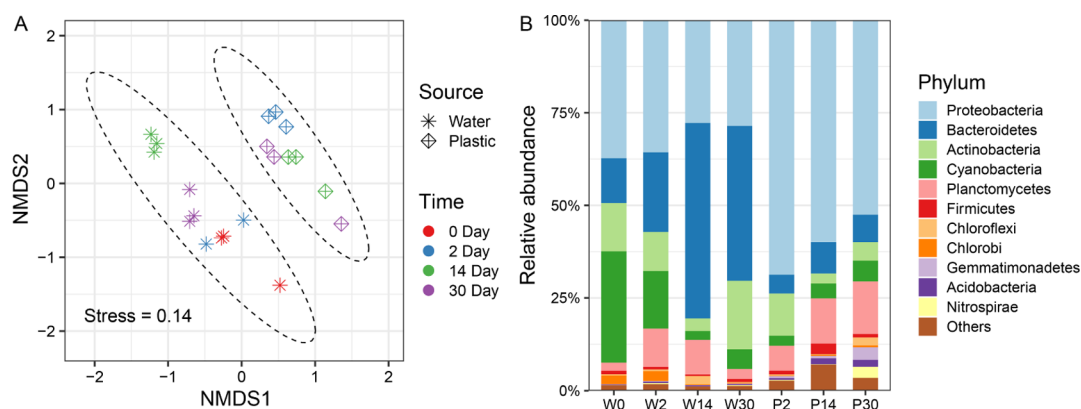 A
NMDS2
2
1
0
−1
−2
Stress = 0.14
−2
−1
0
1
2
NMDS1
Source
Water
Plastic
Time
0 Day
2 Day
14 Day
30 Day
B
Relative abundance
100%
75%
50%
25%
0%
W0 W2 W14 W30 P2 P14 P30
Phylum
Proteobacteria
Bacteroidetes
Actinobacteria
Cyanobacteria
Planctomycetes
Firmicutes
Chloroflexi
Chlorobi
Gemmatimonadetes
Acidobacteria
Nitrospirae
Others